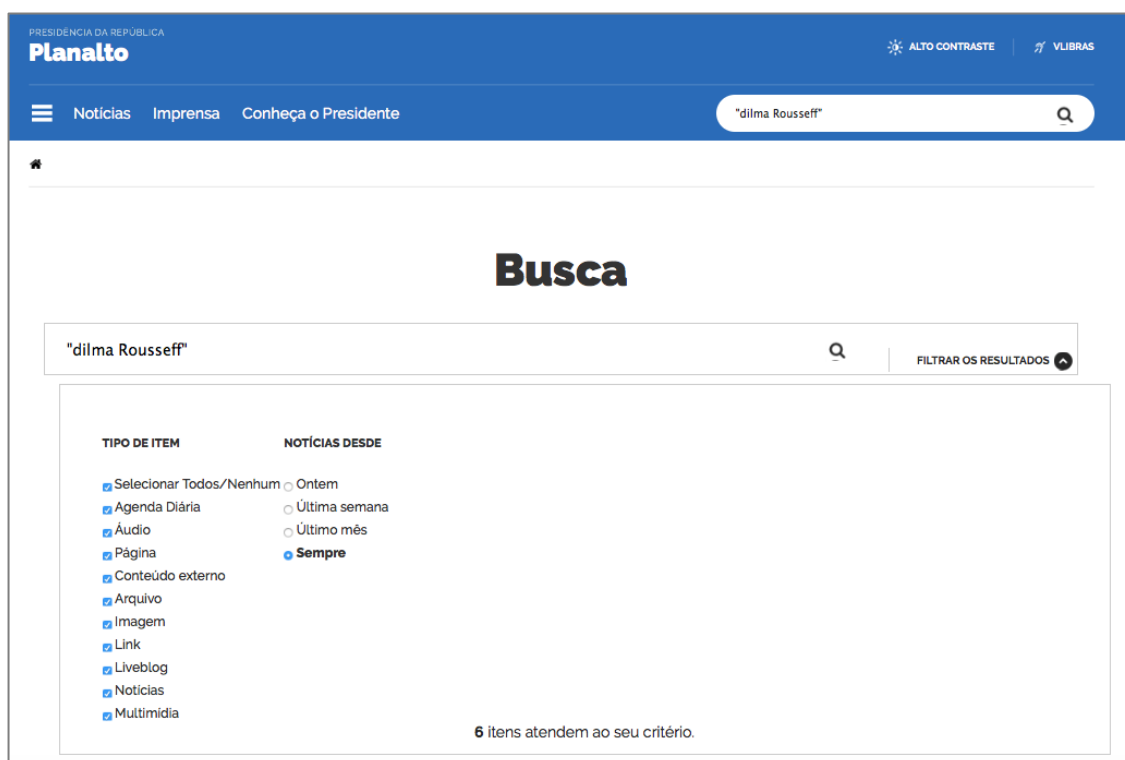 PRESIDÊNCIA DA REPÚBLICA
Planalto
ALTO CONTRASTE
VLIBRAS
Notícias Imprensa Conheça o Presidente
"dilma Rousseff"
Busca
"dilma Rousseff"
FILTRAR OS RESULTADOS
TIPO DE ITEM
Selecionar Todos/Nenhum
Agenda Diária
Áudio
Página
Conteúdo externo
Arquivo
Imagem
Link
Liveblog
Notícias
Multimídia
NOTÍCIAS DESDE
Ontem
Última semana
Último mês
Sempre
6 itens atendem ao seu critério.